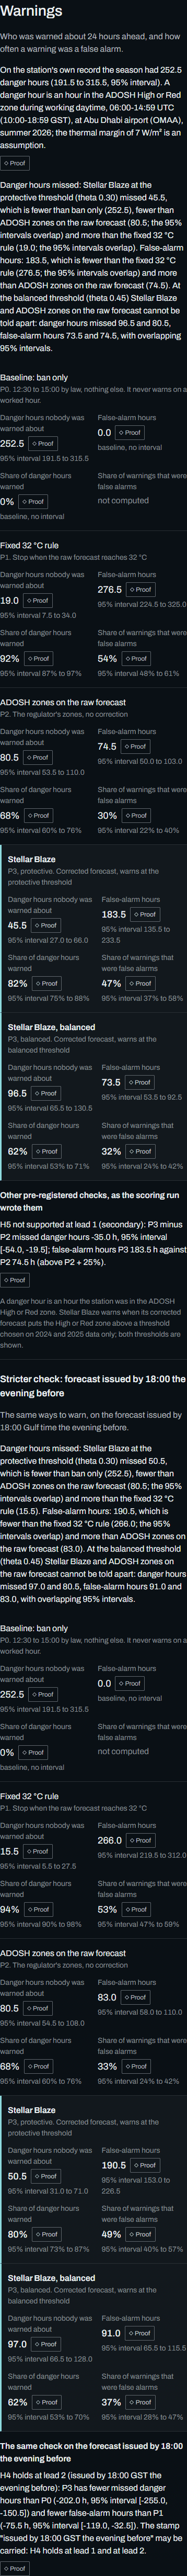 Warnings
Who was warned about 24 hours ahead, and how
often a warning was a false alarm.
On the station's own record the season had 252.5
danger hours (191.5 to 315.5, 95% interval). A
danger hour is an hour in the ADOSH High or Red
zone during working daytime, 06:00-14:59 UTC
(10:00-18:59 GST), at Abu Dhabi airport (OMAA),
summer 2026; the thermal margin of 7 W/m² is an
assumption.
◇ Proof
Danger hours missed: Stellar Blaze at the
protective threshold (theta 0.30) missed 45.5,
which is fewer than ban only (252.5), fewer than
ADOSH zones on the raw forecast (80.5; the 95%
intervals overlap) and more than the fixed 32 °C
rule (19.0; the 95% intervals overlap). False-alarm
hours: 183.5, which is fewer than the fixed 32 °C
rule (276.5; the 95% intervals overlap) and more
than ADOSH zones on the raw forecast (74.5). At
the balanced threshold (theta 0.45) Stellar Blaze
and ADOSH zones on the raw forecast cannot be
told apart: danger hours missed 96.5 and 80.5,
false-alarm hours 73.5 and 74.5, with overlapping
95% intervals.
Baseline: ban only
P0. 12:30 to 15:00 by law, nothing else. It never warns on a
worked hour.
Danger hours nobody was
warned about
252.5 ◇ Proof
95% interval 191.5 to 315.5
False-alarm hours
0.0 ◇ Proof
baseline, no interval
Share of danger hours
warned
0% ◇ Proof
baseline, no interval
Share of warnings that were
false alarms
not computed
Fixed 32 °C rule
P1. Stop when the raw forecast reaches 32 °C
Danger hours nobody was
warned about
19.0 ◇ Proof
95% interval 7.5 to 34.0
False-alarm hours
276.5 ◇ Proof
95% interval 224.5 to 325.0
Share of danger hours
warned
92% ◇ Proof
95% interval 87% to 97%
Share of warnings that were
false alarms
54% ◇ Proof
95% interval 48% to 61%
ADOSH zones on the raw forecast
P2. The regulator's zones, no correction
Danger hours nobody was
warned about
80.5 ◇ Proof
95% interval 53.5 to 110.0
False-alarm hours
74.5 ◇ Proof
95% interval 50.0 to 103.0
Share of danger hours
warned
68% ◇ Proof
95% interval 60% to 76%
Share of warnings that were
false alarms
30% ◇ Proof
95% interval 22% to 40%
Stellar Blaze
P3, protective. Corrected forecast, warns at the
protective threshold
Danger hours nobody was
warned about
45.5 ◇ Proof
95% interval 27.0 to 66.0
False-alarm hours
183.5 ◇ Proof
95% interval 135.5 to
233.5
Share of danger hours
warned
82% ◇ Proof
95% interval 75% to 88%
Share of warnings that were
false alarms
47% ◇ Proof
95% interval 37% to 58%
Stellar Blaze, balanced
P3, balanced. Corrected forecast, warns at the
balanced threshold
Danger hours nobody was
warned about
96.5 ◇ Proof
95% interval 65.5 to 130.5
False-alarm hours
73.5 ◇ Proof
95% interval 53.5 to 92.5
Share of danger hours
warned
62% ◇ Proof
95% interval 53% to 71%
Share of warnings that were
false alarms
32% ◇ Proof
95% interval 24% to 42%
Other pre-registered checks, as the scoring run
wrote them
H5 not supported at lead 1 (secondary): P3 minus
P2 missed danger hours -35.0 h, 95% interval
[-54.0, -19.5]; false-alarm hours P3 183.5 h against
P2 74.5 h (above P2 + 25%).
◇ Proof
A danger hour is an hour the station was in the ADOSH
High or Red zone. Stellar Blaze warns when its corrected
forecast puts the High or Red zone above a threshold
chosen on 2024 and 2025 data only; both thresholds are
shown.
Stricter check: forecast issued by 18:00 the
evening before
The same ways to warn, on the forecast issued by
18:00 Gulf time the evening before.
Danger hours missed: Stellar Blaze at the
protective threshold (theta 0.30) missed 50.5,
which is fewer than ban only (252.5), fewer than
ADOSH zones on the raw forecast (80.5; the 95%
intervals overlap) and more than the fixed 32 °C
rule (15.5). False-alarm hours: 190.5, which is
fewer than the fixed 32 °C rule (266.0; the 95%
intervals overlap) and more than ADOSH zones on
the raw forecast (83.0). At the balanced threshold
(theta 0.45) Stellar Blaze and ADOSH zones on the
raw forecast cannot be told apart: danger hours
missed 97.0 and 80.5, false-alarm hours 91.0 and
83.0, with overlapping 95% intervals.
Baseline: ban only
P0. 12:30 to 15:00 by law, nothing else. It never warns on a
worked hour.
Danger hours nobody was
warned about
252.5 ◇ Proof
95% interval 191.5 to 315.5
False-alarm hours
0.0 ◇ Proof
baseline, no interval
Share of danger hours
warned
0% ◇ Proof
baseline, no interval
Share of warnings that were
false alarms
not computed
Fixed 32 °C rule
P1. Stop when the raw forecast reaches 32 °C
Danger hours nobody was
warned about
15.5 ◇ Proof
95% interval 5.5 to 27.5
False-alarm hours
266.0 ◇ Proof
95% interval 219.5 to 312.0
Share of danger hours
warned
94% ◇ Proof
95% interval 90% to 98%
Share of warnings that were
false alarms
53% ◇ Proof
95% interval 47% to 59%
ADOSH zones on the raw forecast
P2. The regulator's zones, no correction
Danger hours nobody was
warned about
80.5 ◇ Proof
95% interval 54.5 to 108.0
False-alarm hours
83.0 ◇ Proof
95% interval 58.0 to 110.0
Share of danger hours
warned
68% ◇ Proof
95% interval 60% to 76%
Share of warnings that were
false alarms
33% ◇ Proof
95% interval 24% to 42%
Stellar Blaze
P3, protective. Corrected forecast, warns at the
protective threshold
Danger hours nobody was
warned about
50.5 ◇ Proof
95% interval 31.0 to 71.0
False-alarm hours
190.5 ◇ Proof
95% interval 153.0 to
226.5
Share of danger hours
warned
80% ◇ Proof
95% interval 73% to 87%
Share of warnings that were
false alarms
49% ◇ Proof
95% interval 40% to 57%
Stellar Blaze, balanced
P3, balanced. Corrected forecast, warns at the
balanced threshold
Danger hours nobody was
warned about
97.0 ◇ Proof
95% interval 66.5 to 128.0
False-alarm hours
91.0 ◇ Proof
95% interval 65.5 to 115.5
Share of danger hours
warned
62% ◇ Proof
95% interval 53% to 70%
Share of warnings that were
false alarms
37% ◇ Proof
95% interval 28% to 47%
The same check on the forecast issued by 18:00
the evening before
H4 holds at lead 2 (issued by 18:00 GST the
evening before): P3 has fewer missed danger
hours than P0 (-202.0 h, 95% interval [-255.0,
-150.5]) and fewer false-alarm hours than P1
(-75.5 h, 95% interval [-119.0, -32.5]). The stamp
"issued by 18:00 GST the evening before" may be
carried: H4 holds at lead 1 and at lead 2.
◇ Proof